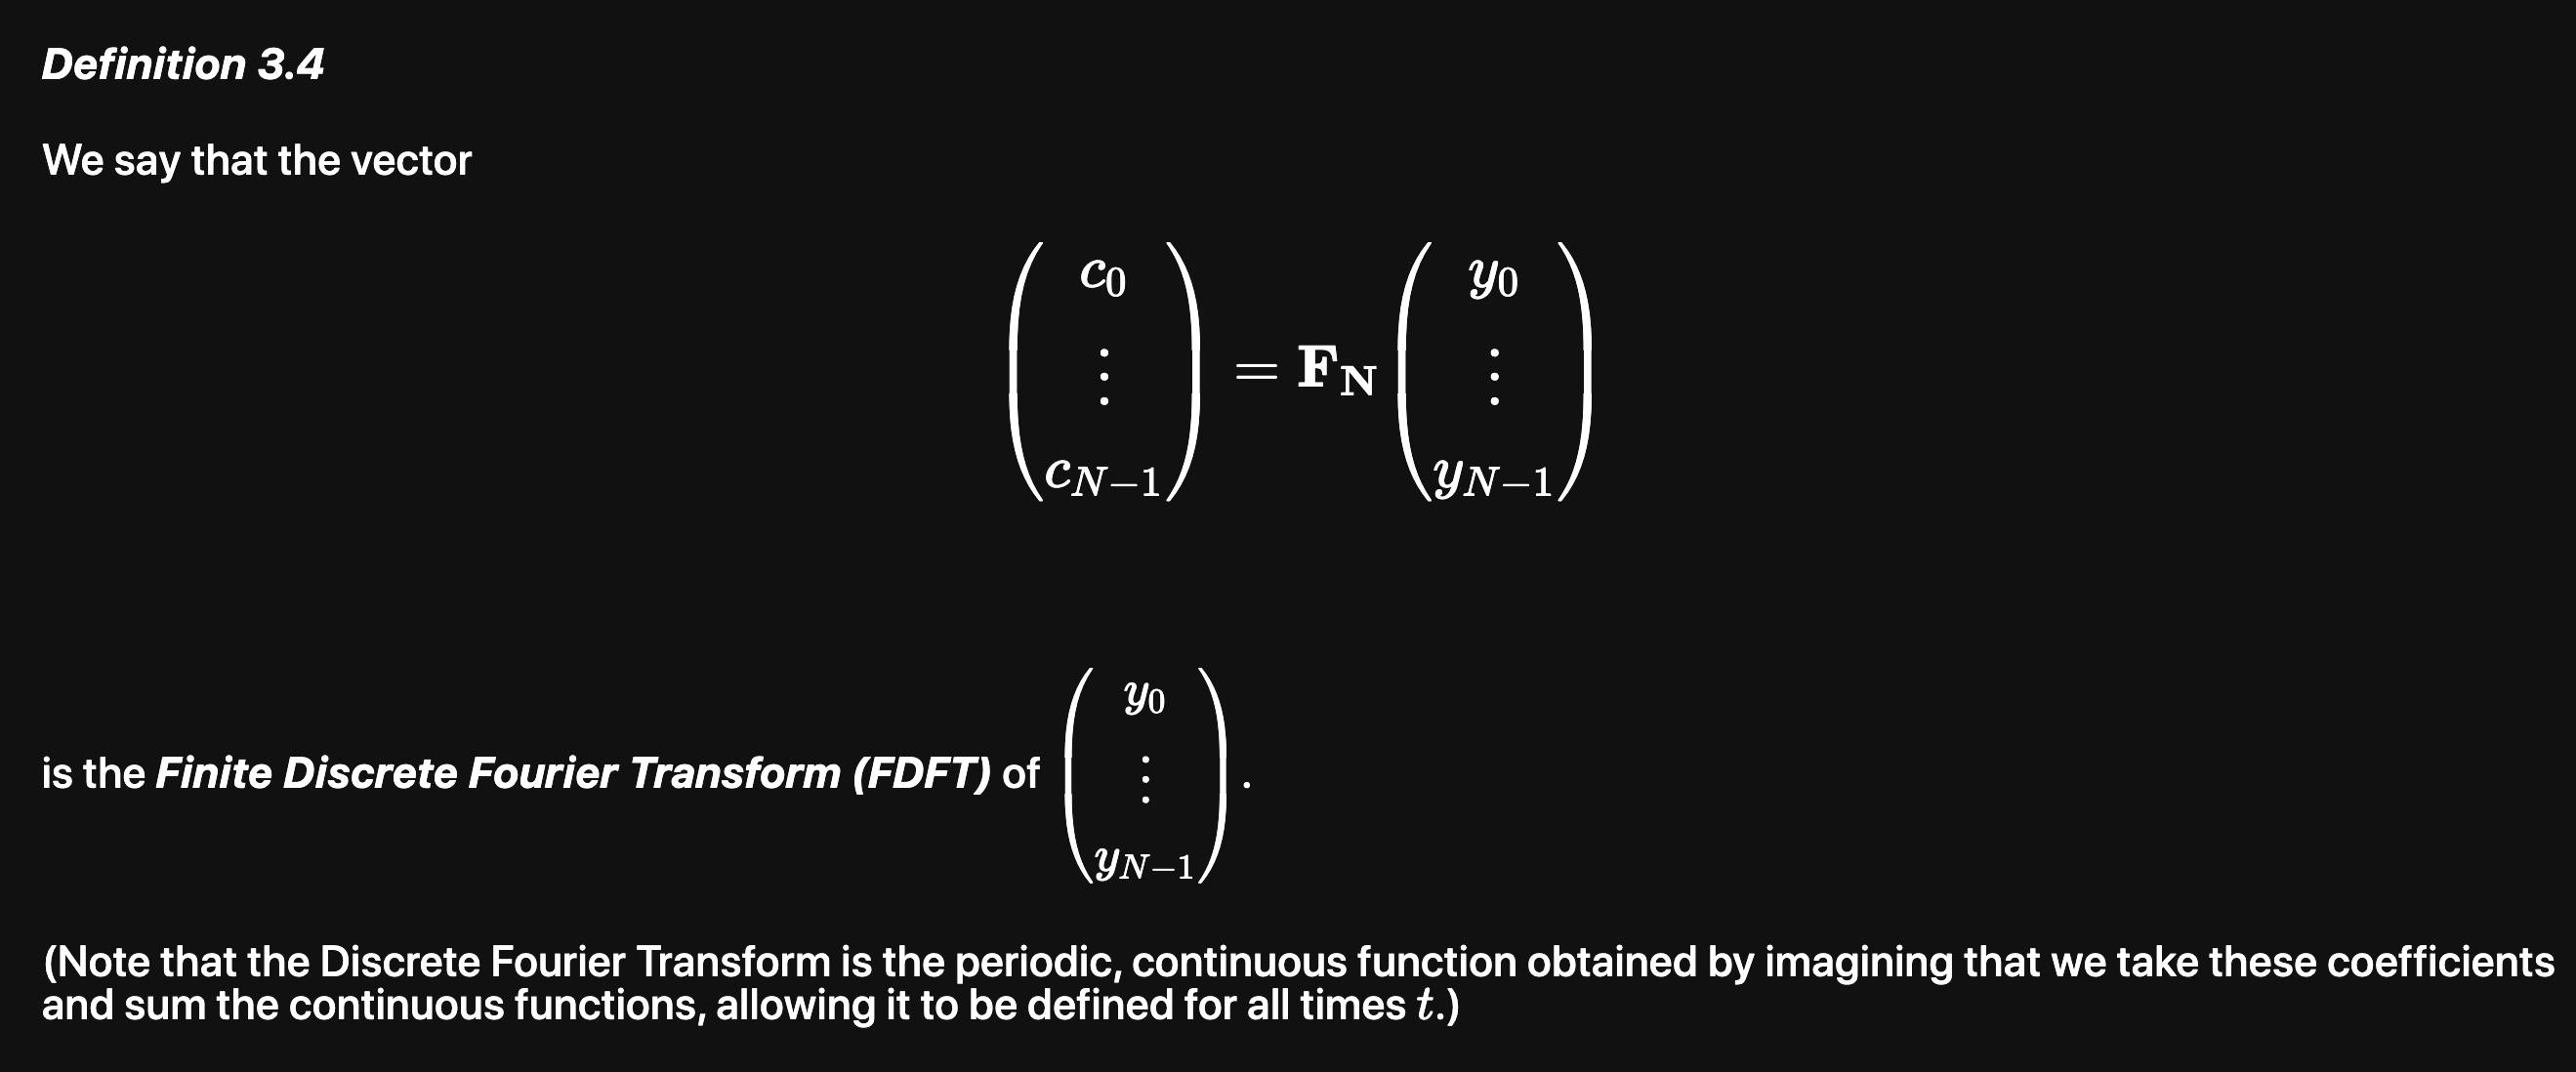 Definition 3.4
We say that the vector
$$\begin{pmatrix} c_0 \\ \vdots \\ c_{N-1} \end{pmatrix} = \mathbf{F_N} \begin{pmatrix} y_0 \\ \vdots \\ y_{N-1} \end{pmatrix}$$
is the Finite Discrete Fourier Transform (FDFT) of $\begin{pmatrix} y_0 \\ \vdots \\ y_{N-1} \end{pmatrix}$.
(Note that the Discrete Fourier Transform is the periodic, continuous function obtained by imagining that we take these coefficients
and sum the continuous functions, allowing it to be defined for all times $t$.)